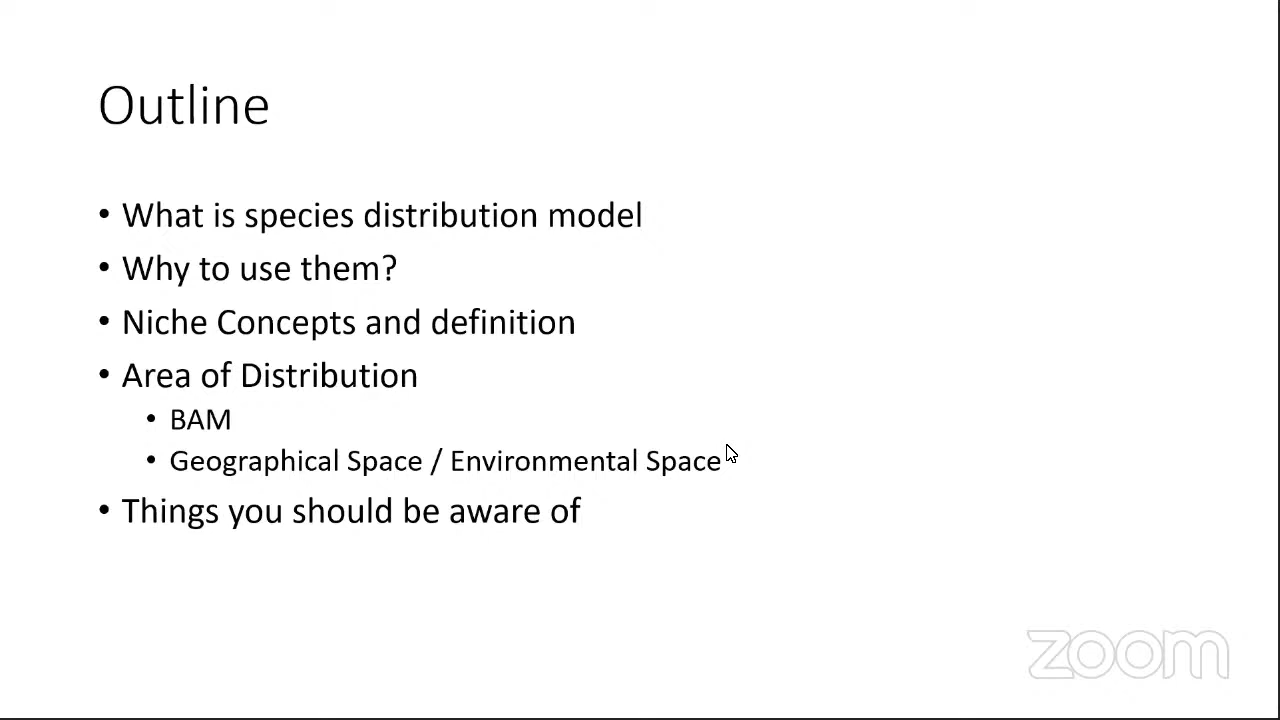 Outline
• What is species distribution model
• Why to use them?
• Niche Concepts and definition
• Area of Distribution
• BAM
• Geographical Space / Environmental Space
• Things you should be aware of
zoom